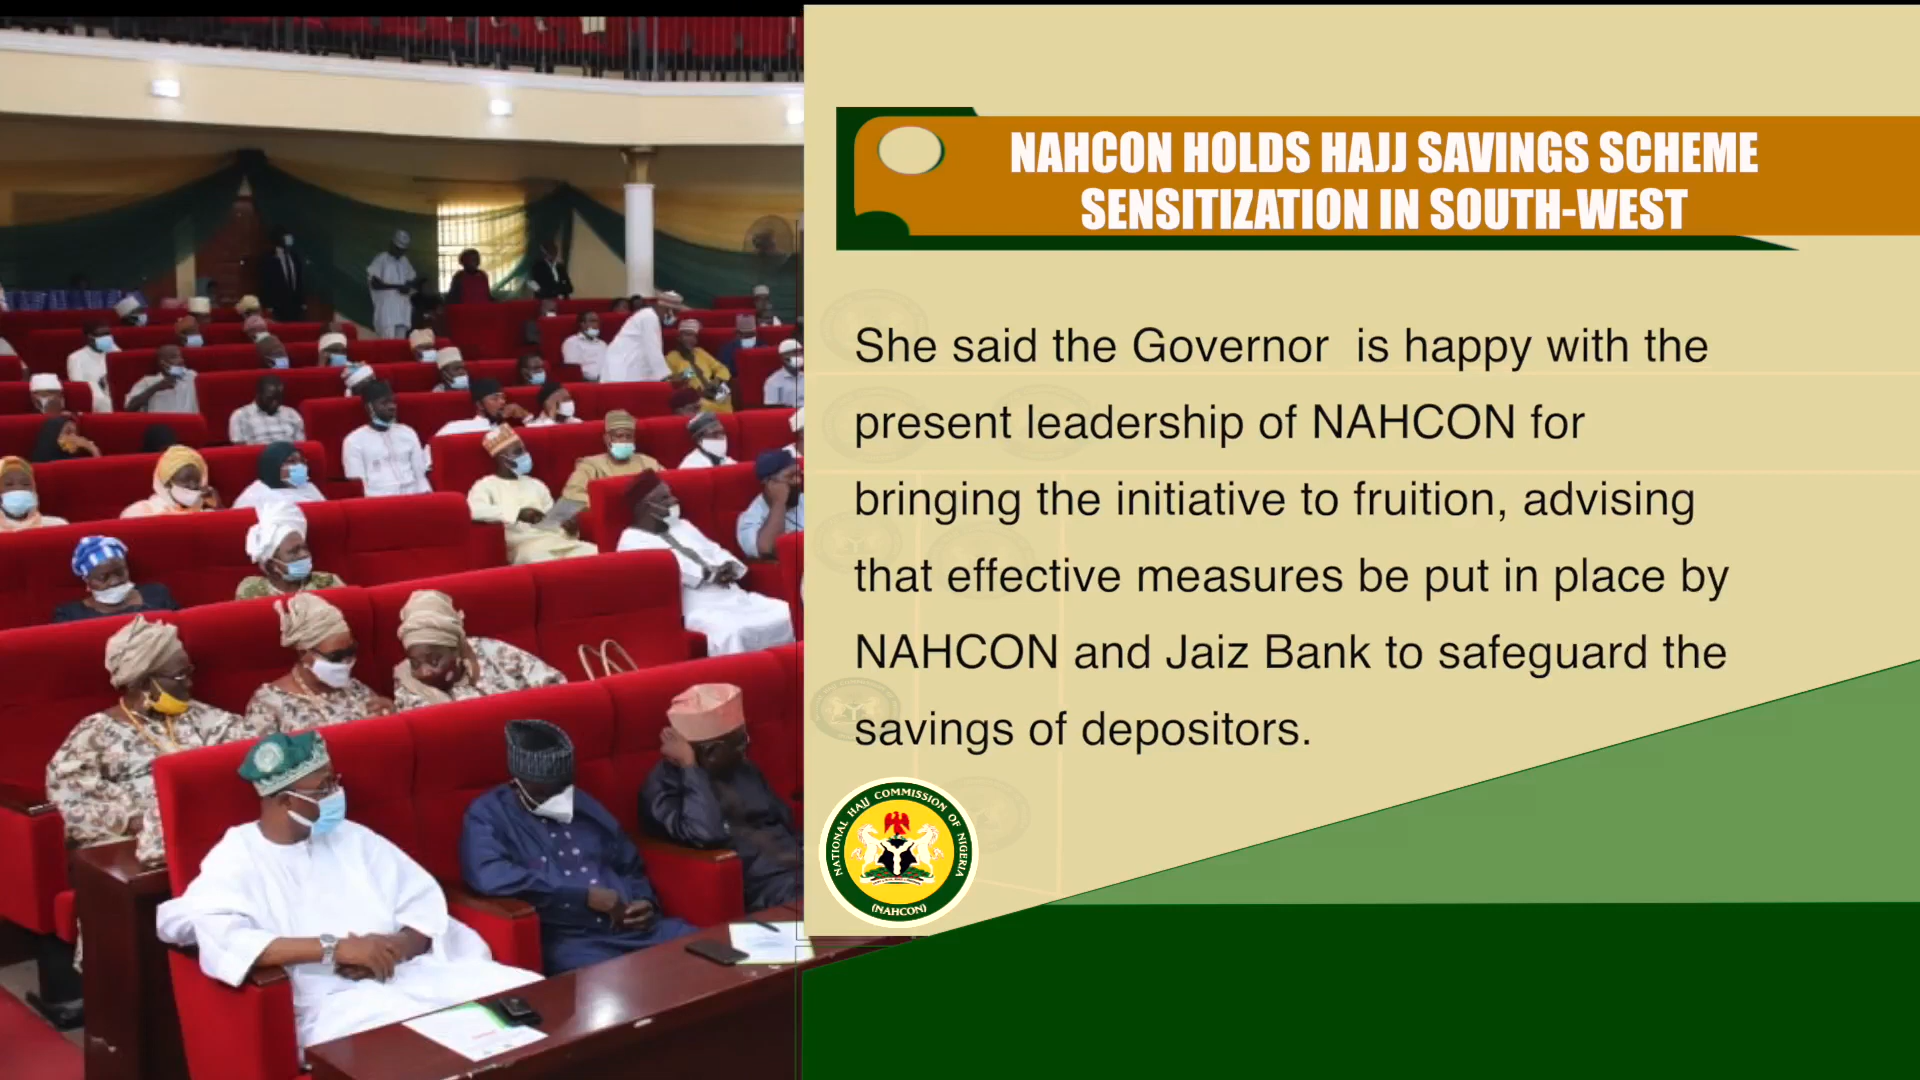 NAHCON HOLDS HAJJ SAVINGS SCHEME
SENSITIZATION IN SOUTH-WEST
She said the Governor  is happy with the
present leadership of NAHCON for
bringing the initiative to fruition, advising
that effective measures be put in place by
NAHCON and Jaiz Bank to safeguard the
savings of depositors.
NATIONAL HAJJ COMMISSION OF NIGERIA
(NAHCON)